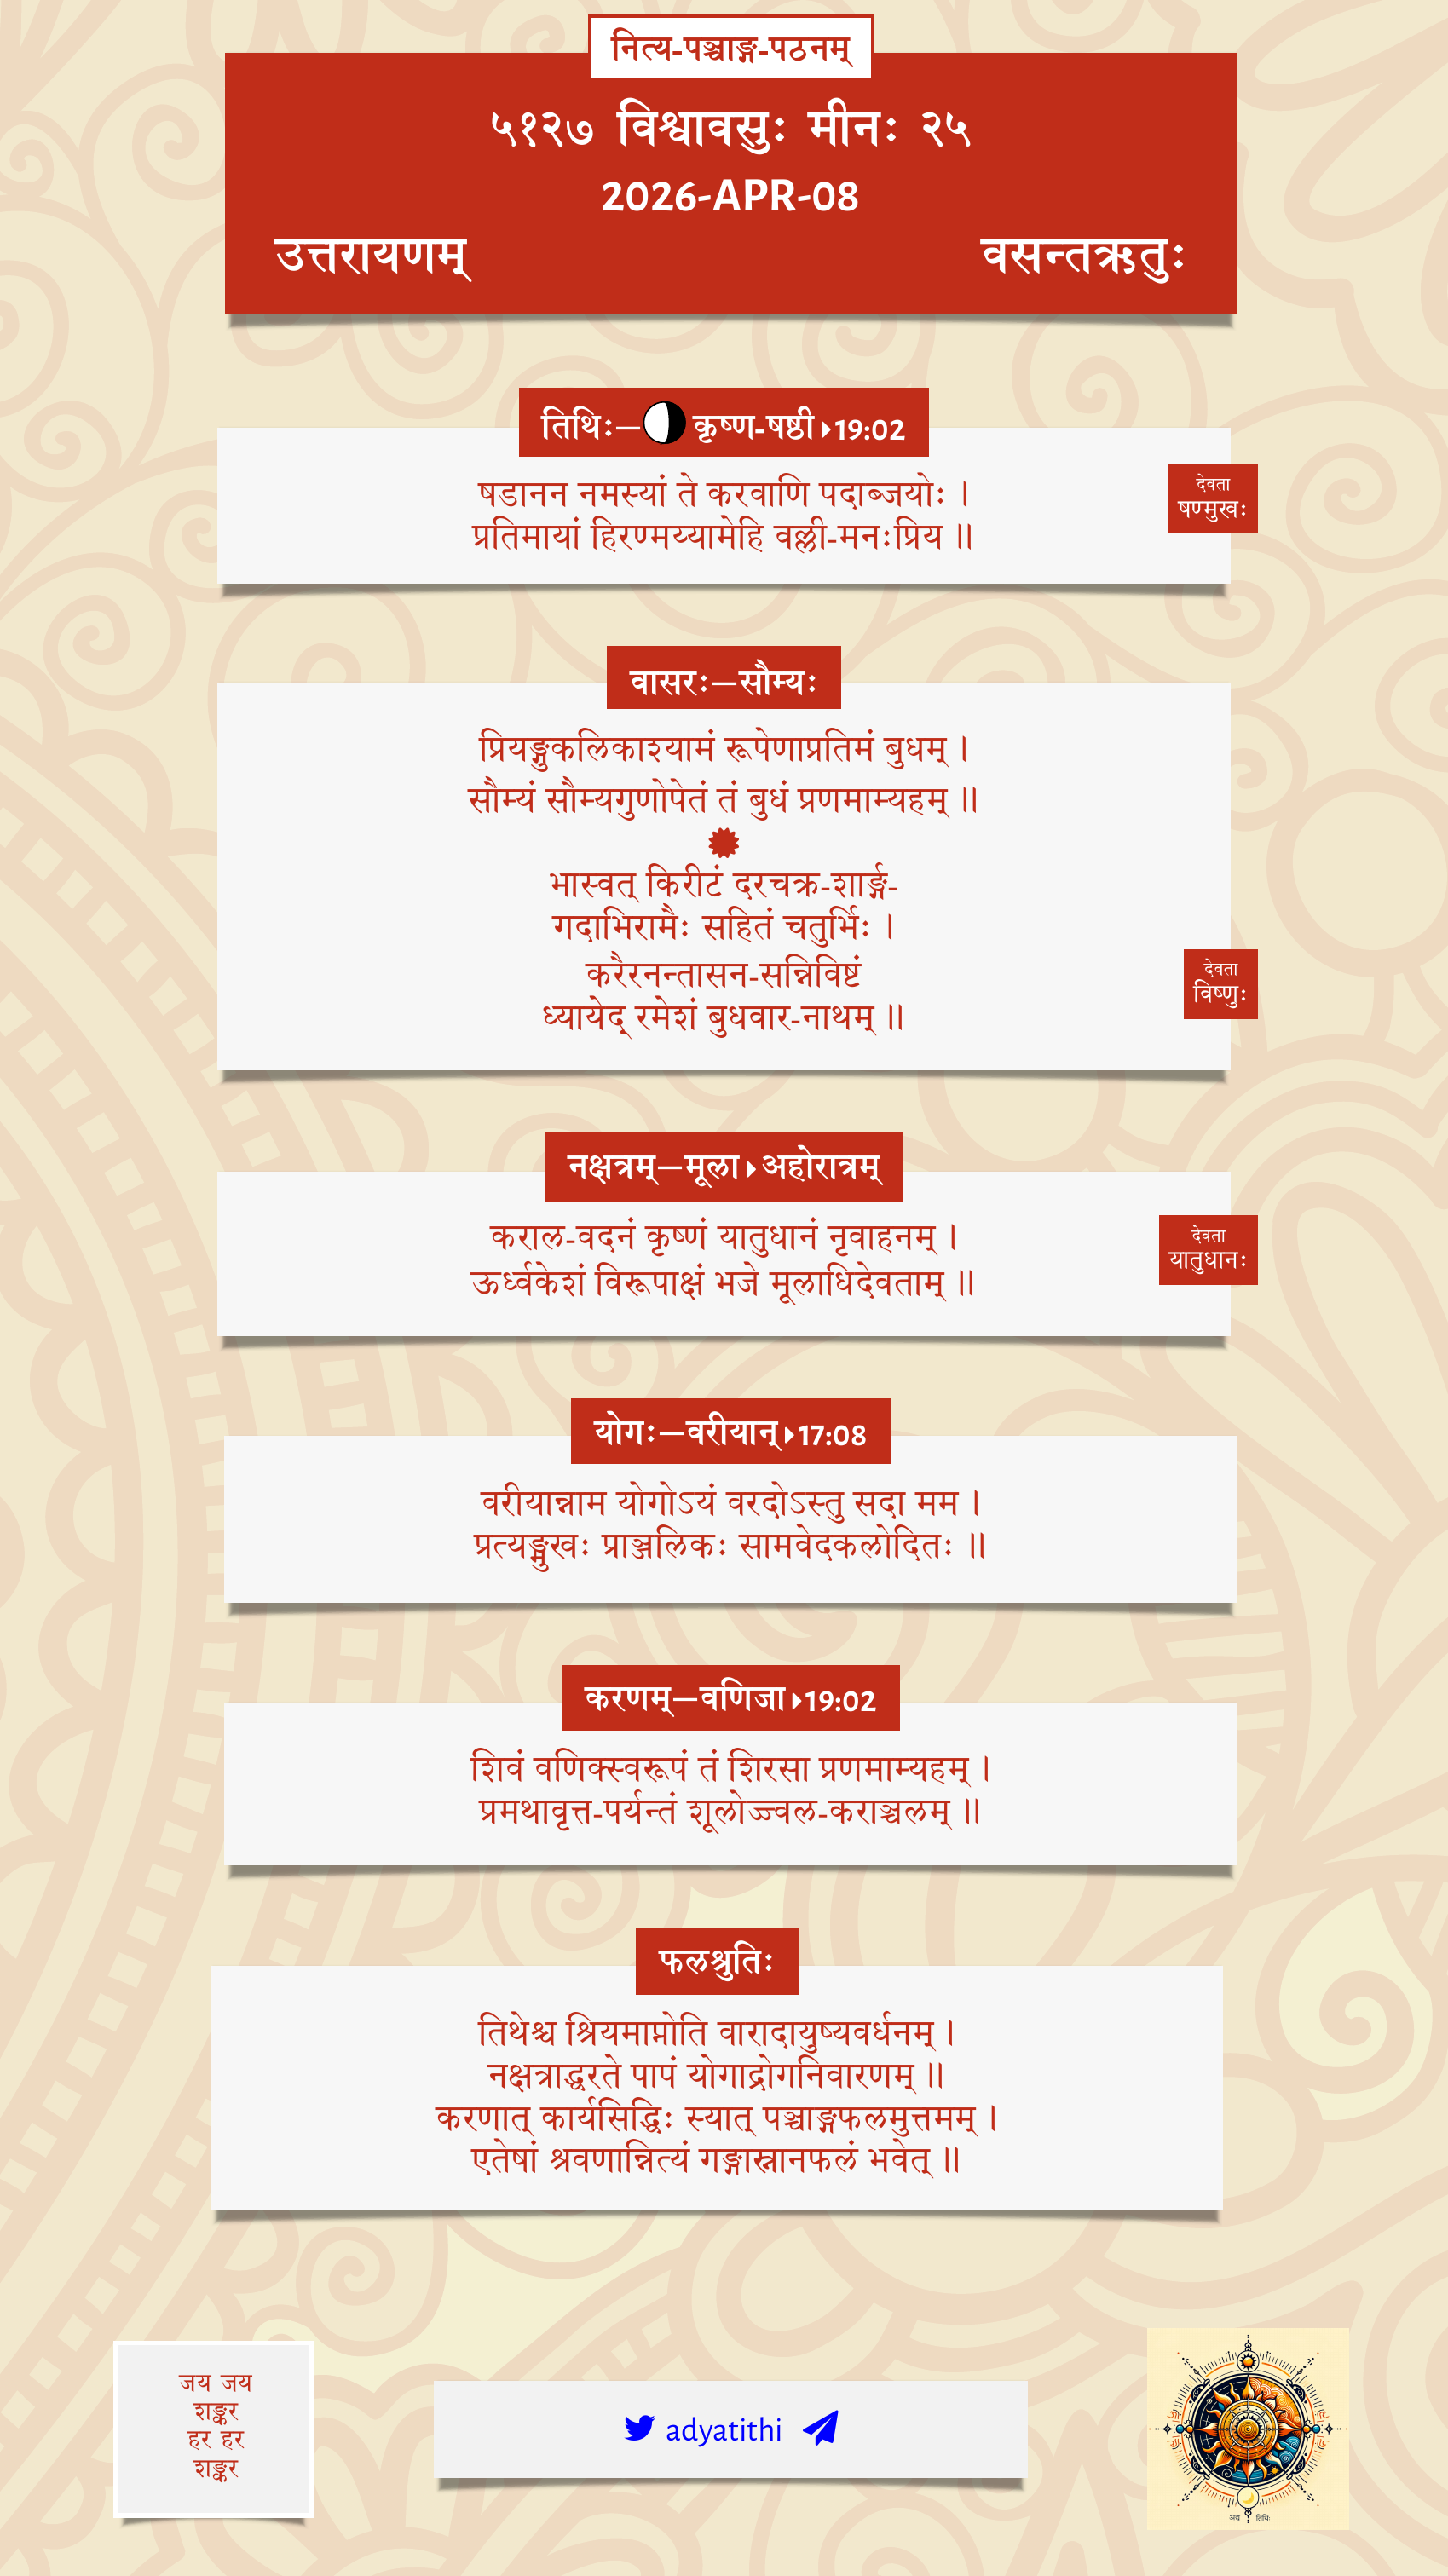 नित्य-पञ्चाङ्ग-पठनम्
५१२७ विश्वावसुः मीनः २५
2026-APR-08
उत्तरायणम् वसन्तऋतुः
तिथिः—कृष्ण-षष्ठी 19:02
षडानन नमस्यां ते करवाणि पदाब्जयोः ।
प्रतिमायां हिरण्मय्यामेहि वल्ली-मनःप्रिय ॥
देवता
षण्मुखः
वासरः—सौम्यः
प्रियङ्गुकलिकाश्यामं रूपेणाप्रतिमं बुधम् ।
सौम्यं सौम्यगुणोपेतं तं बुधं प्रणमाम्यहम् ॥
भास्वत् किरीटं दरचक्र-शार्ङ्ग-
गदाभिरामैः सहितं चतुर्भिः ।
करैरनन्तासन-सन्निविष्टं
ध्यायेद् रमेशं बुधवार-नाथम् ॥
देवता
विष्णुः
नक्षत्रम्—मूला अहोरात्रम्
कराल-वदनं कृष्णं यातुधानं नृवाहनम् ।
ऊर्ध्वकेशं विरूपाक्षं भजे मूलाधिदेवताम् ॥
देवता
यातुधानः
योगः—वरीयान् 17:08
वरीयान्नाम योगोऽयं वरदोऽस्तु सदा मम ।
प्रत्यङ्मुखः प्राञ्जलिकः सामवेदकलोदितः ॥
करणम्—वणिजा 19:02
शिवं वणिक्स्वरूपं तं शिरसा प्रणमाम्यहम् ।
प्रमथावृत्त-पर्यन्तं शूलोज्ज्वल-कराञ्चलम् ॥
फलश्रुतिः
तिथेश्च श्रियमाप्नोति वारादायुष्यवर्धनम् ।
नक्षत्राद्धरते पापं योगाद्रोगनिवारणम् ॥
करणात् कार्यसिद्धिः स्यात् पञ्चाङ्गफलमुत्तमम् ।
एतेषां श्रवणान्नित्यं गङ्गास्नानफलं भवेत् ॥
जय जय
शङ्कर
हर हर
शङ्कर
adyatithi
अद्य तिथिः